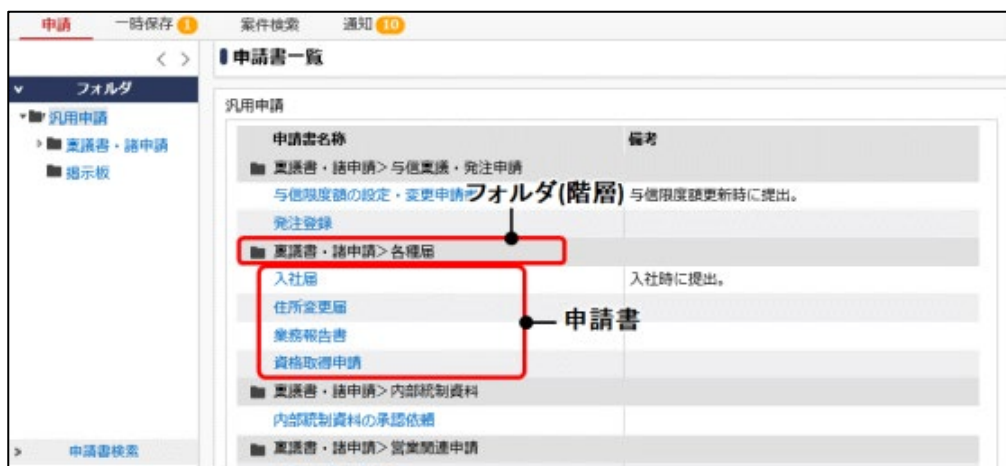 申請 一時保存 1 案件検索 通知 10
< >
申請書一覧
フォルダ
汎用申請
稟議書・諸申請
掲示板
申請書検索
汎用申請
申請書名称 備考
稟議書・諸申請>与信稟議・発注申請
与信限度額の設定・変更申請 与信限度額更新時に提出。
フォルダ(階層)
発注登録
稟議書・諸申請>各種届
入社届 入社時に提出。
住所変更届
業務報告書
資格取得申請
申請書
稟議書・諸申請>内部統制資料
内部統制資料の承認依頼
稟議書・諸申請>営業関連申請